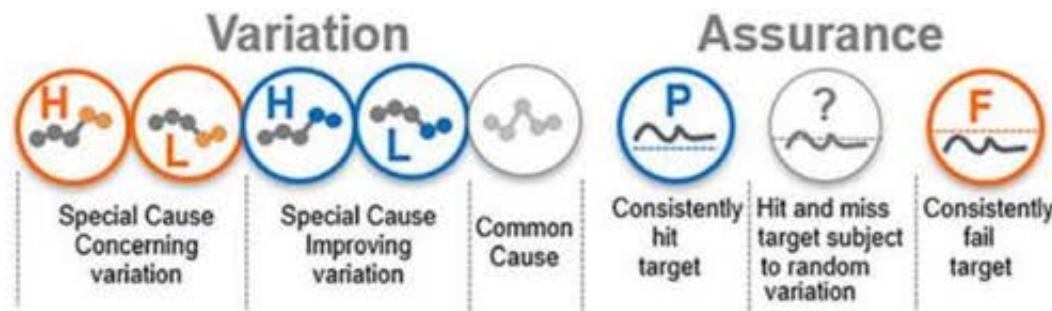 Variation
Assurance
H
L
H
L
P
?
F
Special Cause
Concerning
variation
Special Cause
Improving
variation
Common
Cause
Consistently
hit
target
Hit and miss
target subject
to random
variation
Consistently
fail
target